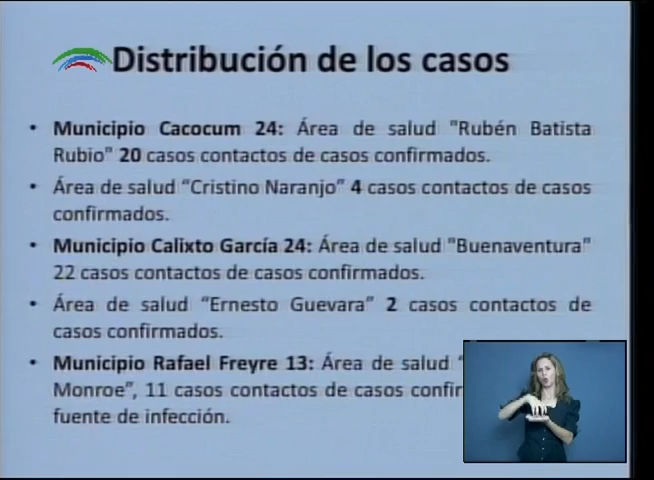 Distribución de los casos
• Municipio Cacocum 24: Área de salud "Rubén Batista
Rubio" 20 casos contactos de casos confirmados.
• Área de salud "Cristino Naranjo" 4 casos contactos de casos
confirmados.
• Municipio Calixto García 24: Área de salud "Buenaventura"
22 casos contactos de casos confirmados.
• Área de salud "Ernesto Guevara" 2 casos contactos de
casos confirmados.
• Municipio Rafael Freyre 13: Área de salud "
Monroe", 11 casos contactos de casos confir
fuente de infección.